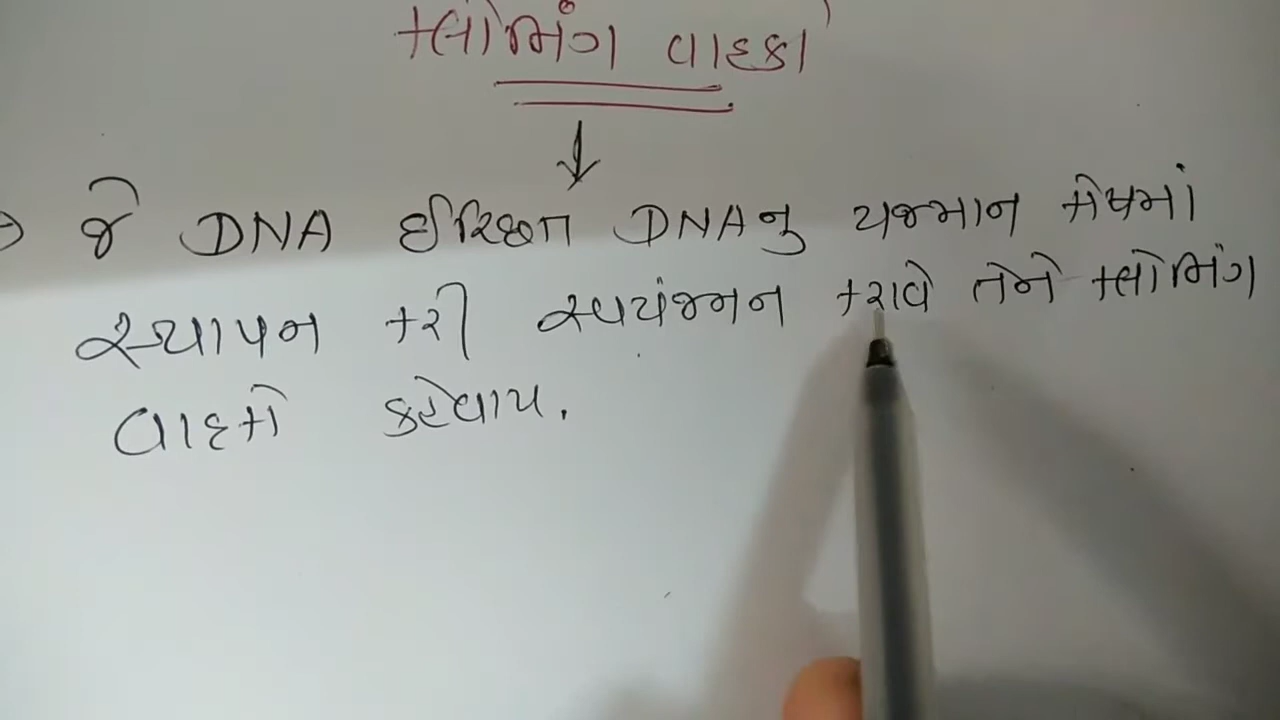 ક્લોનિંગ વાહકો
જે DNA ઈચ્છિત DNAનુ યજમાન કોષમાં
સ્થાપન કરી સ્વયંજનન કરાવે તેને ક્લોનિંગ
વાહકો કહેવાય.